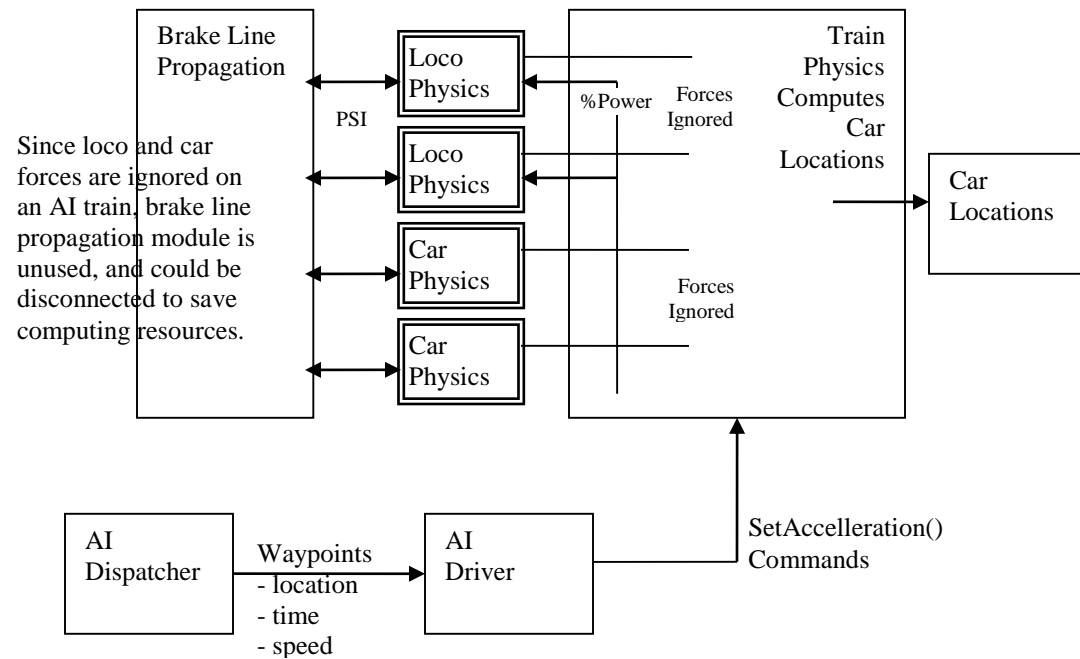 Brake Line
Propagation
Since loco and car
forces are ignored on
an AI train, brake line
propagation module is
unused, and could be
disconnected to save
computing resources.
PSI
Loco
Physics
Loco
Physics
Car
Physics
Car
Physics
%Power
Forces
Ignored
Forces
Ignored
Train
Physics
Computes
Car
Locations
Car
Locations
AI
Dispatcher
Waypoints
- location
- time
- speed
AI
Driver
SetAccelleration()
Commands